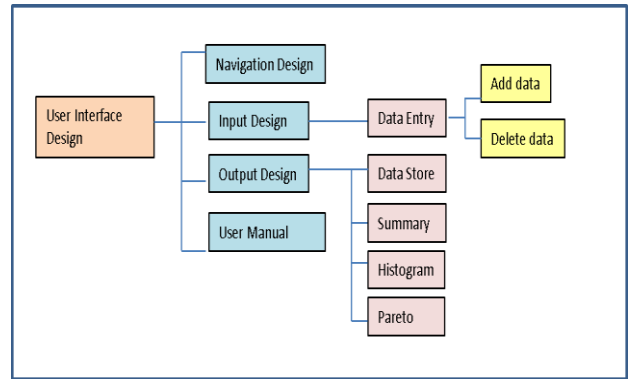 User Interface
Design
Navigation Design
Input Design
Output Design
User Manual
Data Entry
Data Store
Summary
Histogram
Pareto
Add data
Delete data